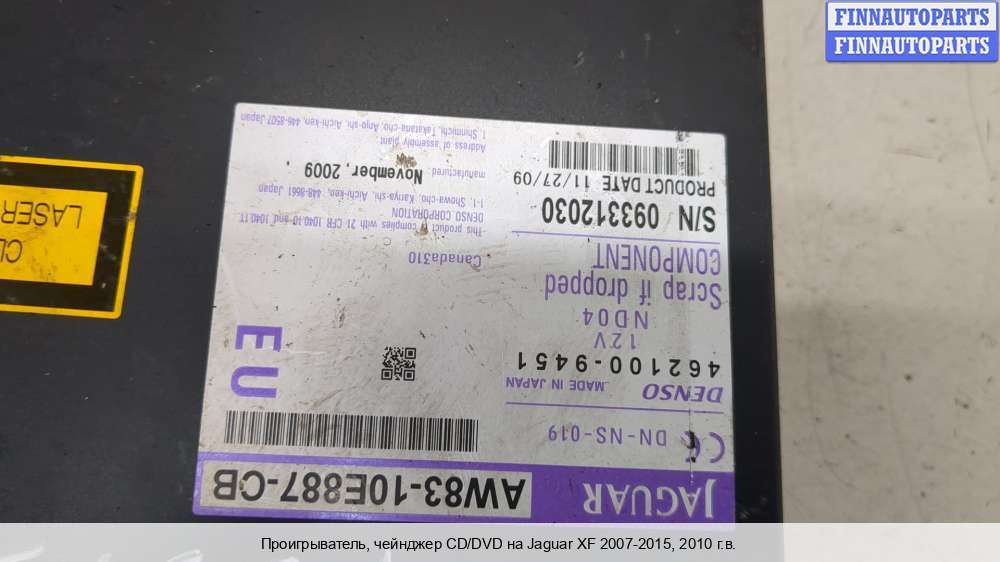 FINNAUTOPARTS
FINNAUTOPARTS
JAGUAR
AW83-10E887-CB
CE DN-NS-019
DENSO MADE IN JAPAN
462100-9451
12V
ND04
Scrap if dropped
COMPONENT
S/N 093312030
PRODUCT DATE 11/27/09
EU
Canada310
This product complies with 21 CFR 1040.10 and 1040.11
DENSO CORPORATION
1-1, Showa-cho, Kariya-shi, Aichi-ken, 448-8661 Japan
manufactured November, 2009
Address of assembly plant
1, Shinmichi, Takatana-cho, Anjo-shi, Aichi-ken, 446-8507 Japan
LASER
Проигрыватель, чейнджер CD/DVD на Jaguar XF 2007-2015, 2010 г.в.